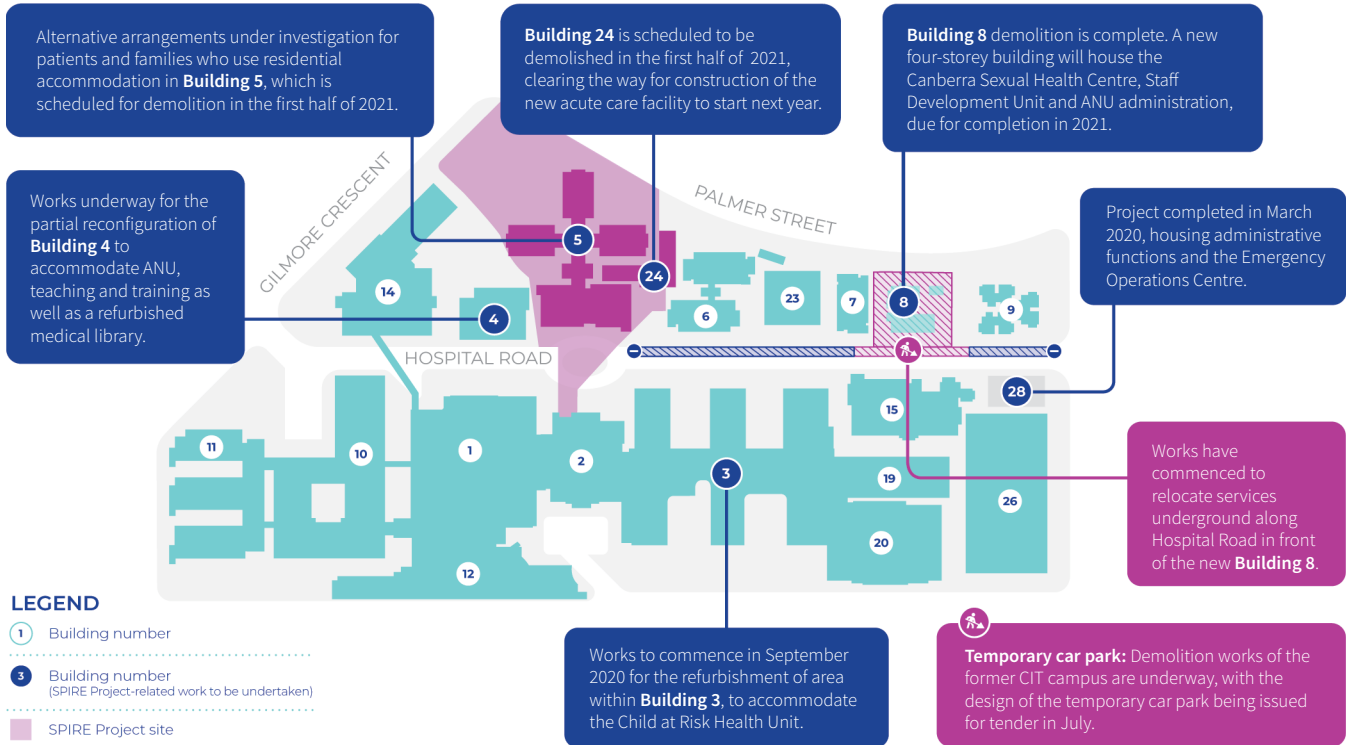 Alternative arrangements under investigation for
patients and families who use residential
accommodation in Building 5, which is
scheduled for demolition in the first half of 2021.
Building 24 is scheduled to be
demolished in the first half of 2021,
clearing the way for construction of the
new acute care facility to start next year.
Building 8 demolition is complete. A new
four-storey building will house the
Canberra Sexual Health Centre, Staff
Development Unit and ANU administration,
due for completion in 2021.
Works underway for the
partial reconfiguration of
Building 4 to
accommodate ANU,
teaching and training as
well as a refurbished
medical library.
GILMORE CRESCENT
PALMER STREET
Project completed in March
2020, housing administrative
functions and the Emergency
Operations Centre.
5
24
14
4
6
23
7
8
9
HOSPITAL ROAD
28
15
11
10
1
2
3
19
26
20
12
Works have
commenced to
relocate services
underground along
Hospital Road in front
of the new Building 8.
LEGEND
1 Building number
3 Building number
(SPIRE Project-related work to be undertaken)
SPIRE Project site
Works to commence in September
2020 for the refurbishment of area
within Building 3, to accommodate
the Child at Risk Health Unit.
Temporary car park: Demolition works of the
former CIT campus are underway, with the
design of the temporary car park being issued
for tender in July.